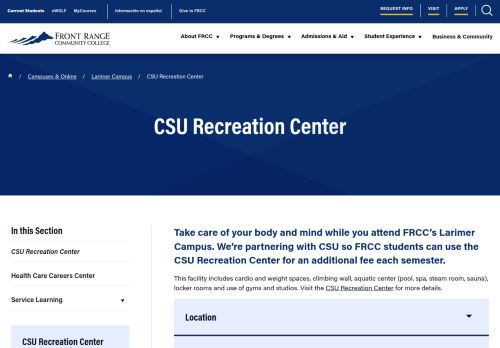 Current Students eWOLF MyCourses Información en español Give to FRCC REQUEST INFO VISIT APPLY
FRONT RANGE
COMMUNITY COLLEGE
About FRCC Programs & Degrees Admissions & Aid Student Experience Business & Community
/ Campuses & Online / Larimer Campus / CSU Recreation Center
CSU Recreation Center
In this Section
CSU Recreation Center
Health Care Careers Center
Service Learning
CSU Recreation Center
Take care of your body and mind while you attend FRCC's Larimer
Campus. We're partnering with CSU so FRCC students can use the
CSU Recreation Center for an additional fee each semester.
This facility includes cardio and weight spaces, climbing wall, aquatic center (pool, spa, steam room, sauna),
locker rooms and use of gyms and studios. Visit the CSU Recreation Center for more details.
Location